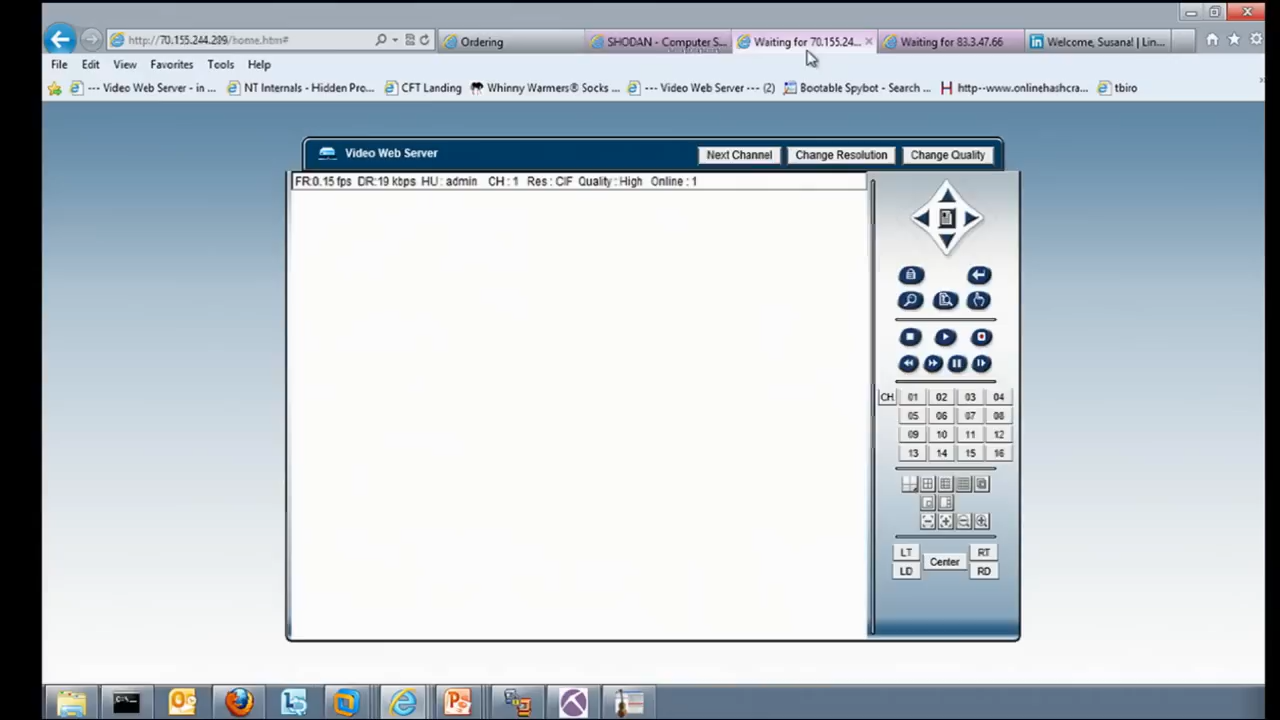 http://70.155.244.209/home.htm#
Ordering
SHODAN - Computer S...
Waiting for 70.155.24...
Waiting for 83.3.47.66
Welcome, Susana! | Lin...
File Edit View Favorites Tools Help
--- Video Web Server - in ...
NT Internals - Hidden Pro...
CFT Landing
Whinny Warmers® Socks ...
--- Video Web Server --- (2)
Bootable Spybot - Search ...
http--www.onlinehashcra...
tbiro
Video Web Server
Next Channel
Change Resolution
Change Quality
FR:0.15 fps DR:19 kbps HU : admin CH : 1 Res : CIF Quality : High Online : 1
CH 01 02 03 04
05 06 07 08
09 10 11 12
13 14 15 16
LT RT
Center
LD RD